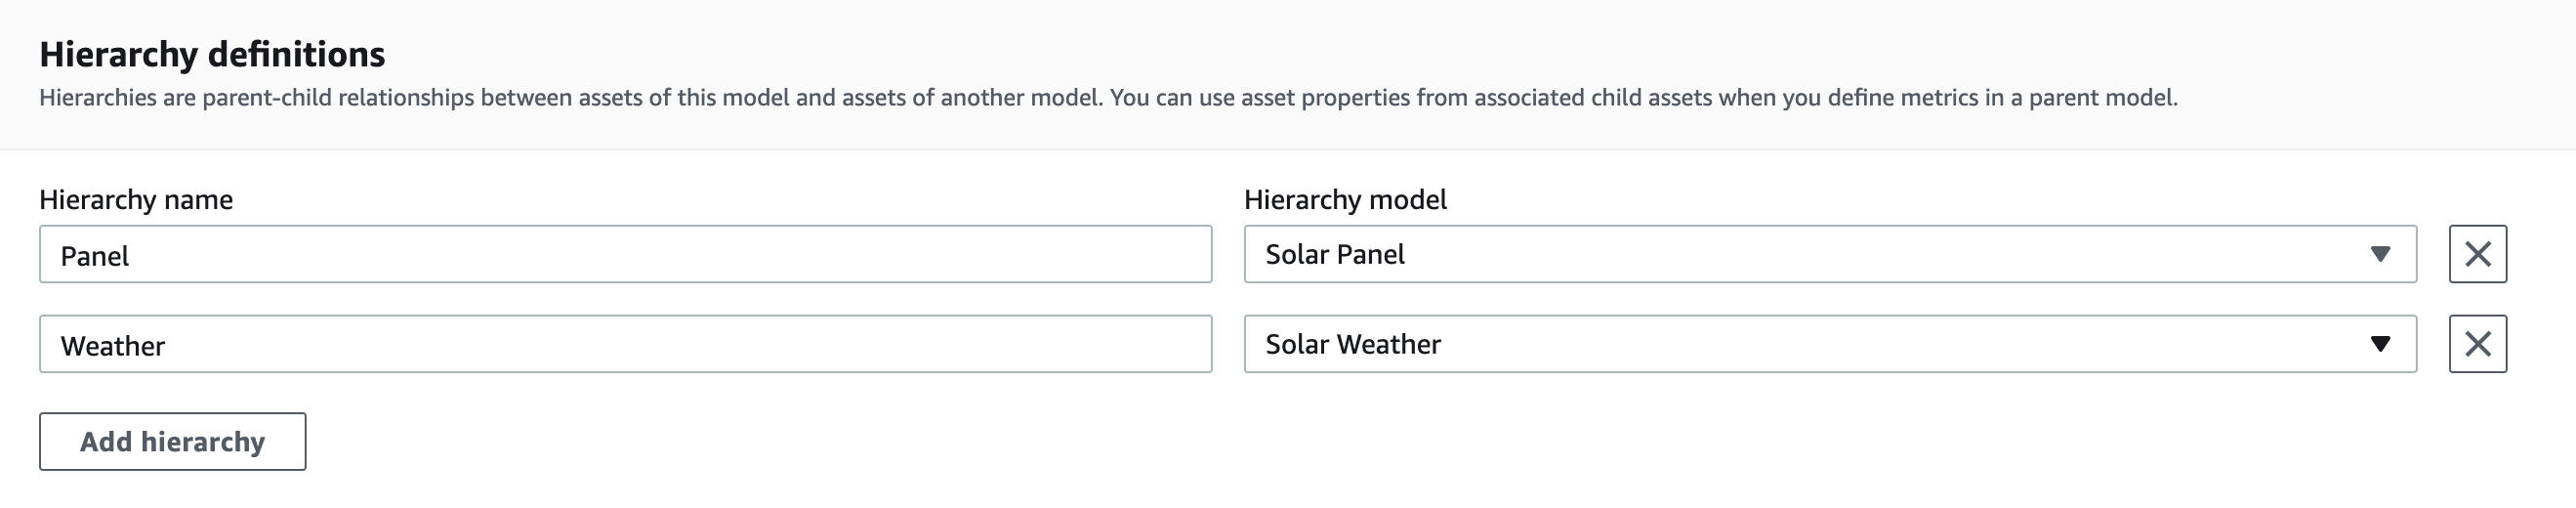 Hierarchy definitions
Hierarchies are parent-child relationships between assets of this model and assets of another model. You can use asset properties from associated child assets when you define metrics in a parent model.
Hierarchy name
Hierarchy model
Panel
Solar Panel
Weather
Solar Weather
Add hierarchy